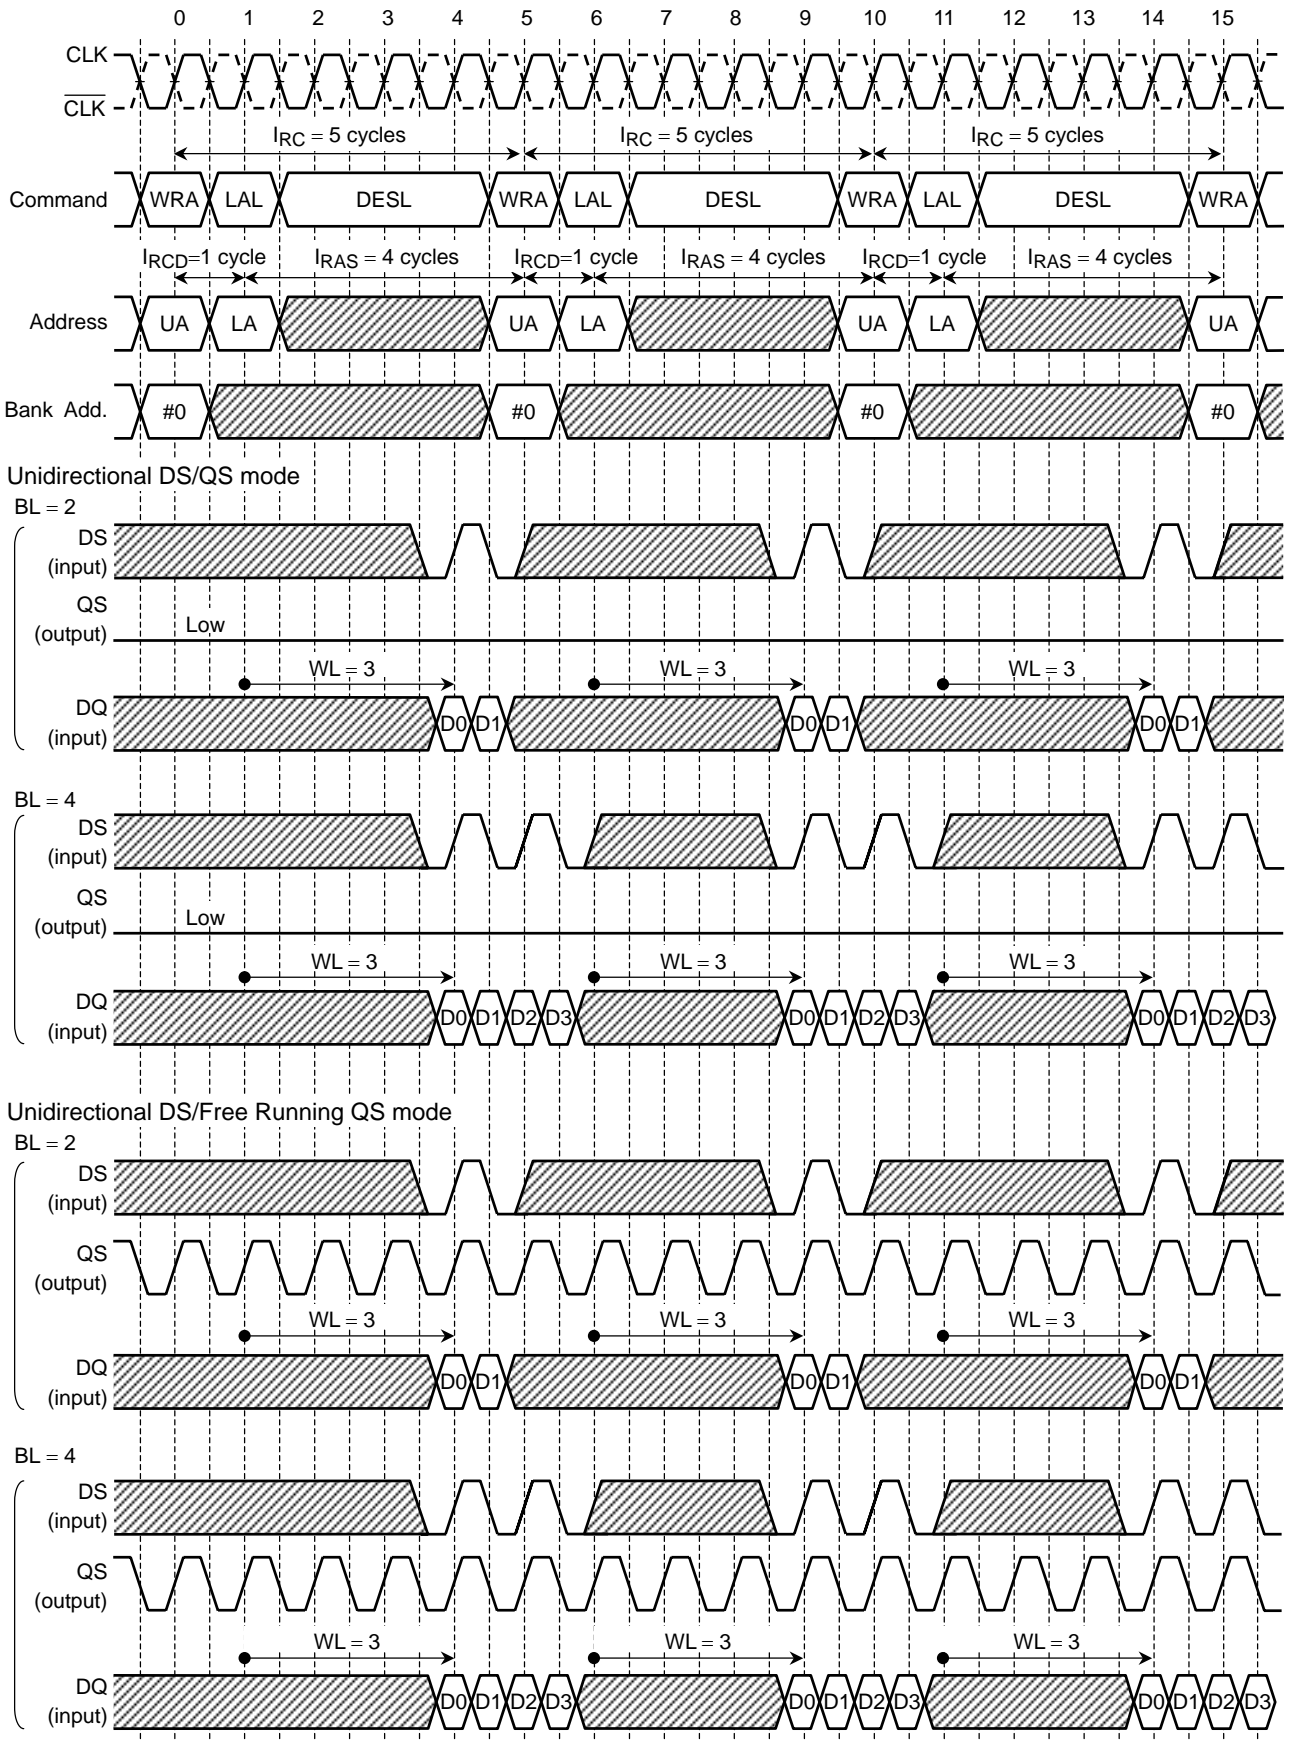 0 1 2 3 4 5 6 7 8 9 10 11 12 13 14 15
CLK
CLK
IRC = 5 cycles IRC = 5 cycles IRC = 5 cycles
Command WRA LAL DESL WRA LAL DESL WRA LAL DESL WRA
IRCD=1 cycle IRAS = 4 cycles IRCD=1 cycle IRAS = 4 cycles IRCD=1 cycle IRAS = 4 cycles
Address UA LA UA LA UA LA UA
Bank Add. #0 #0 #0 #0
Unidirectional DS/QS mode
BL = 2
DS
(input)
QS
(output) Low
WL = 3 WL = 3 WL = 3
DQ
(input) D0 D1 D0 D1 D0 D1
BL = 4
DS
(input)
QS
(output) Low
WL = 3 WL = 3 WL = 3
DQ
(input) D0 D1 D2 D3 D0 D1 D2 D3 D0 D1 D2 D3
Unidirectional DS/Free Running QS mode
BL = 2
DS
(input)
QS
(output)
WL = 3 WL = 3 WL = 3
DQ
(input) D0 D1 D0 D1 D0 D1
BL = 4
DS
(input)
QS
(output)
WL = 3 WL = 3 WL = 3
DQ
(input) D0 D1 D2 D3 D0 D1 D2 D3 D0 D1 D2 D3